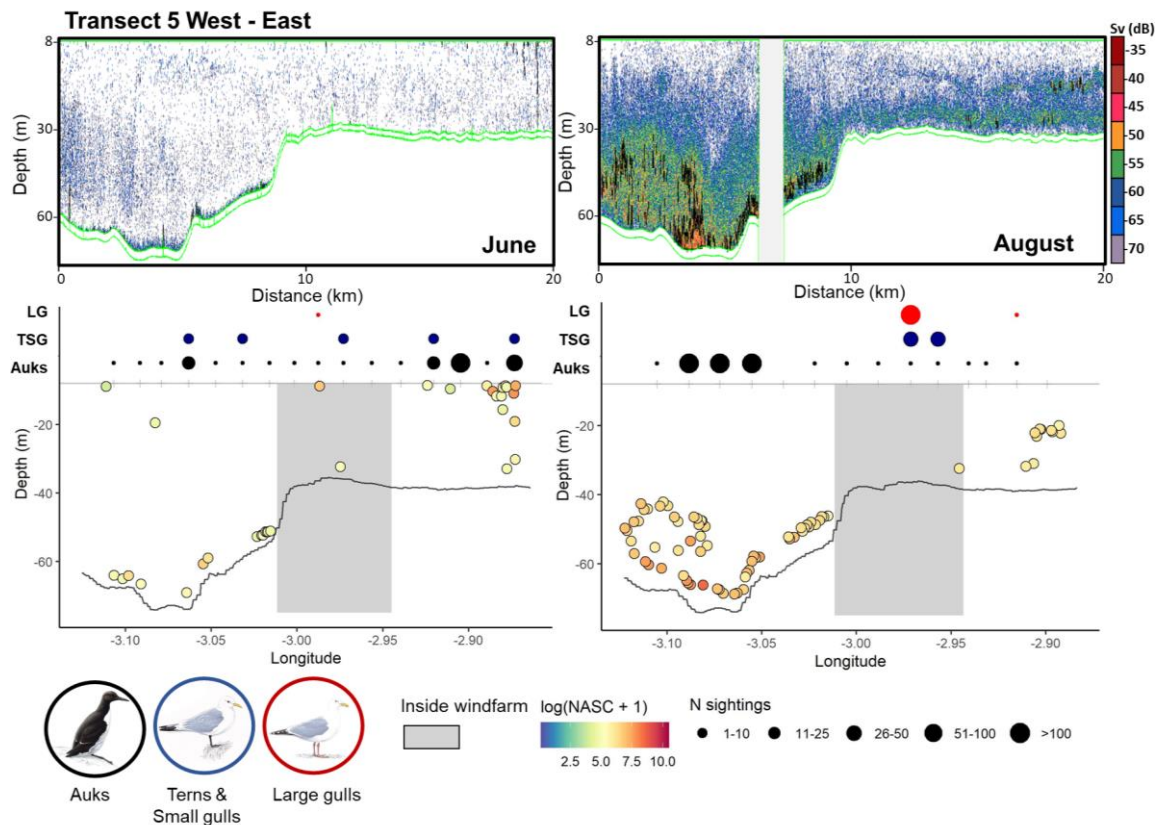 Transect 5 West - East
Sv (dB)
8
30
60
Depth (m)
June
0
10
20
8
30
60
Depth (m)
August
0
10
20
-35
-40
-45
-50
-55
-60
-65
-70
Distance (km)
Distance (km)
LG
TSG
Auks
-20
-40
-60
Depth (m)
-3.10
-3.05
-3.00
-2.95
-2.90
Longitude
LG
TSG
Auks
-20
-40
-60
Depth (m)
-3.10
-3.05
-3.00
-2.95
-2.90
Longitude
Inside windfarm
log(NASC + 1)
2.5 5.0 7.5 10.0
N sightings
1-10 11-25 26-50 51-100 >100
Auks
Terns &
Small gulls
Large gulls